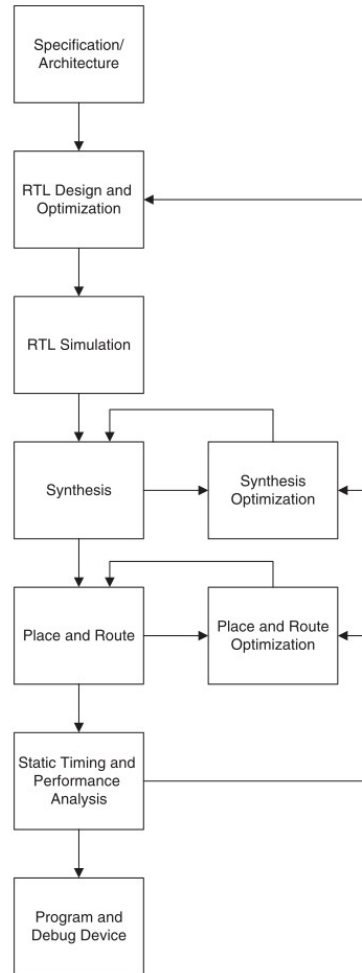 Specification/
Architecture
RTL Design and
Optimization
RTL Simulation
Synthesis
Synthesis
Optimization
Place and Route
Place and Route
Optimization
Static Timing and
Performance
Analysis
Program and
Debug Device